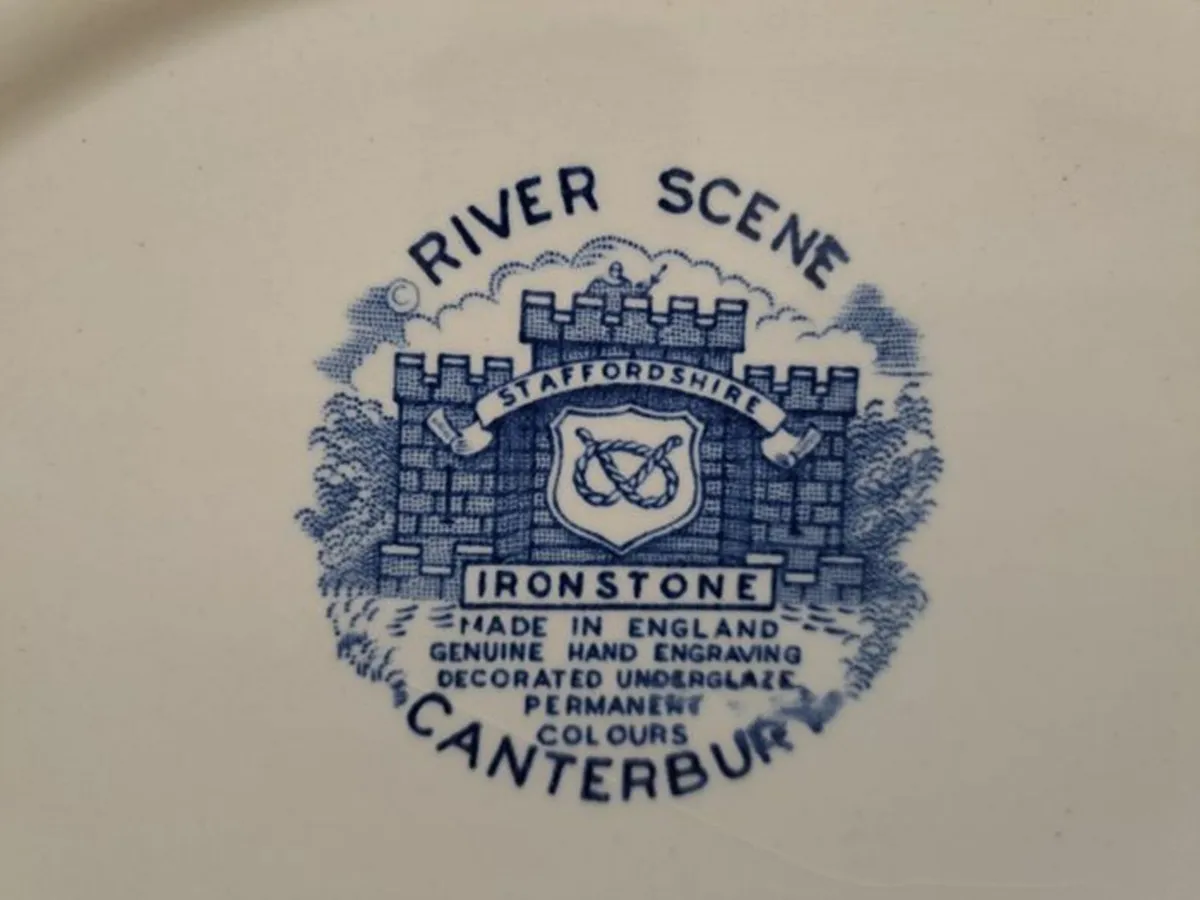 RIVER SCENE
©
STAFFORDSHIRE
IRONSTONE
MADE IN ENGLAND
GENUINE HAND ENGRAVING
DECORATED UNDERGLAZE
PERMANENT
COLOURS
CANTERBURY